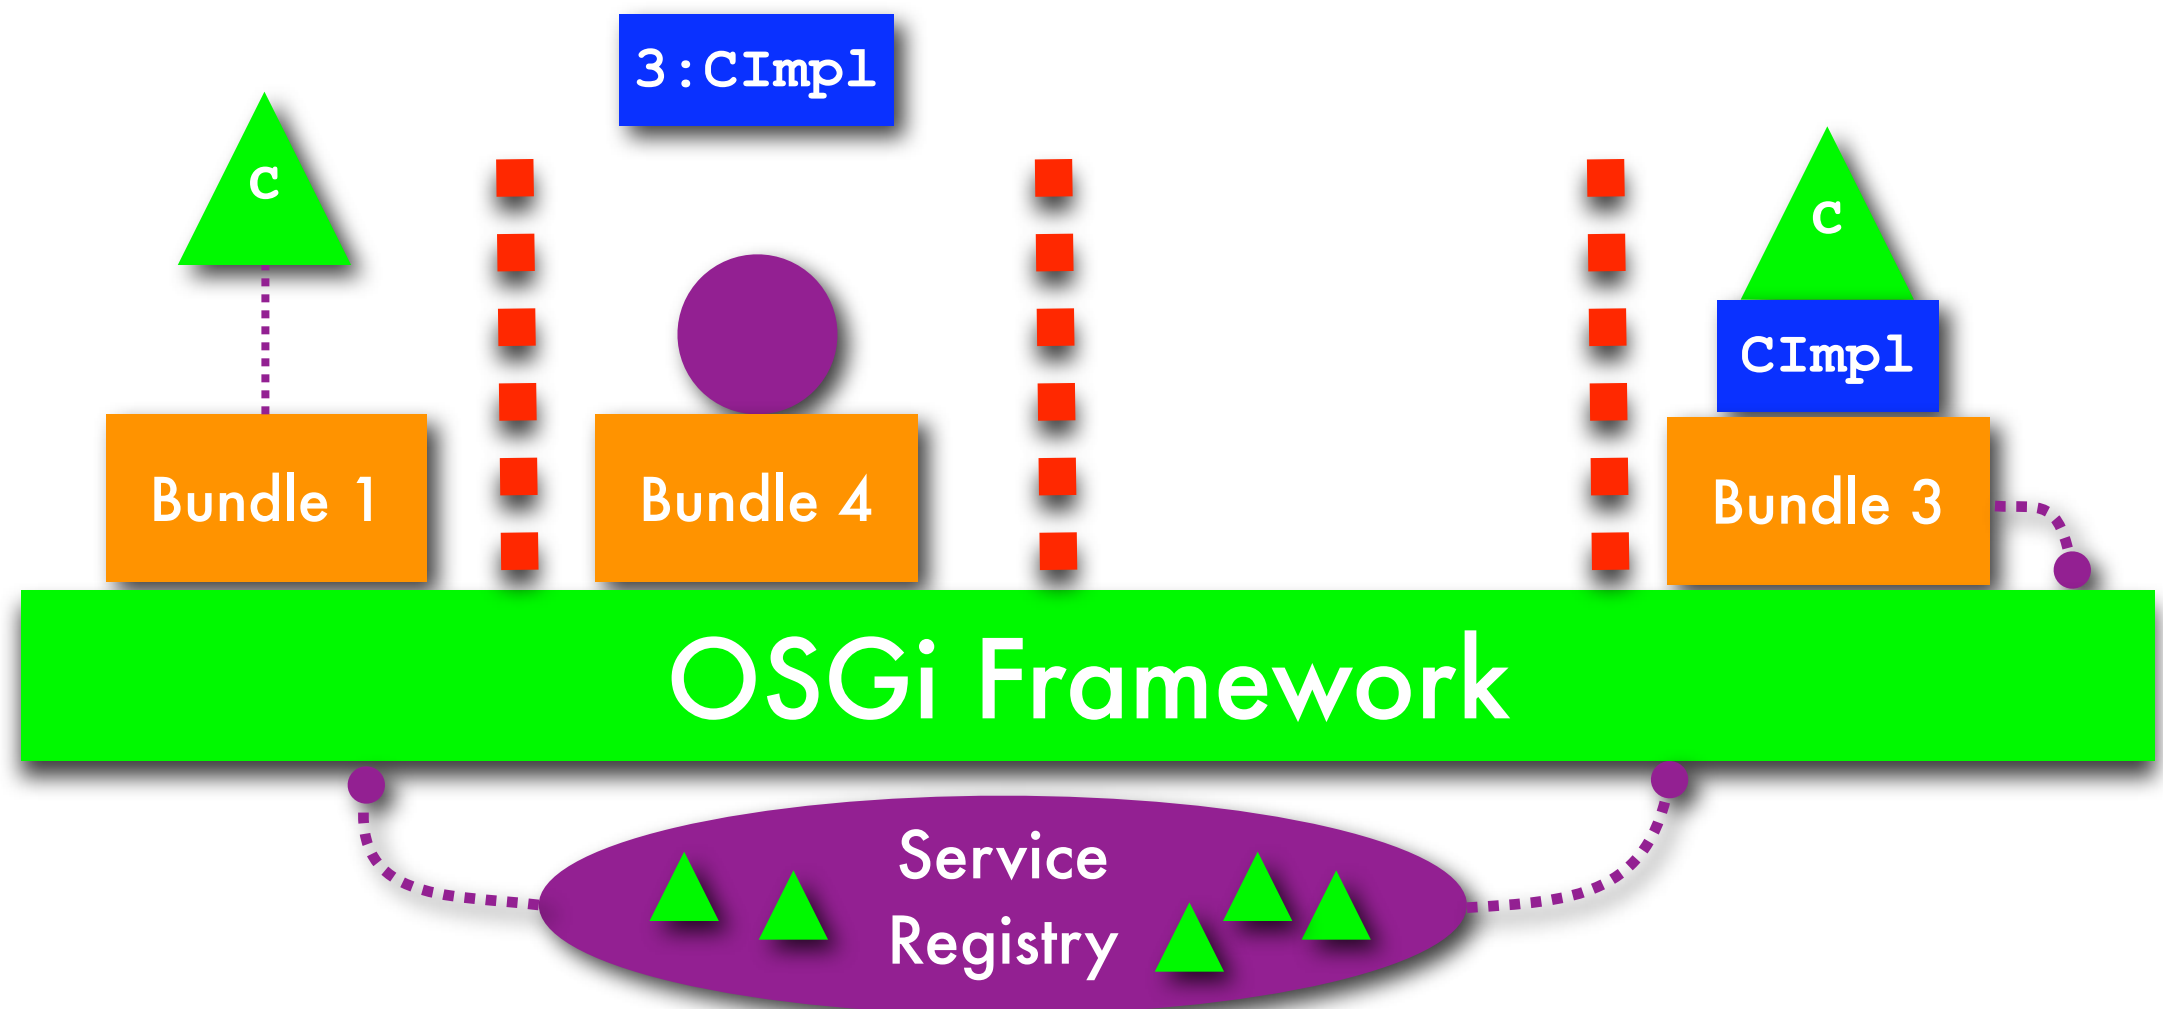 3:CImpl
c
c
CImpl
Bundle 1
Bundle 4
Bundle 3
OSGi Framework
Service
Registry